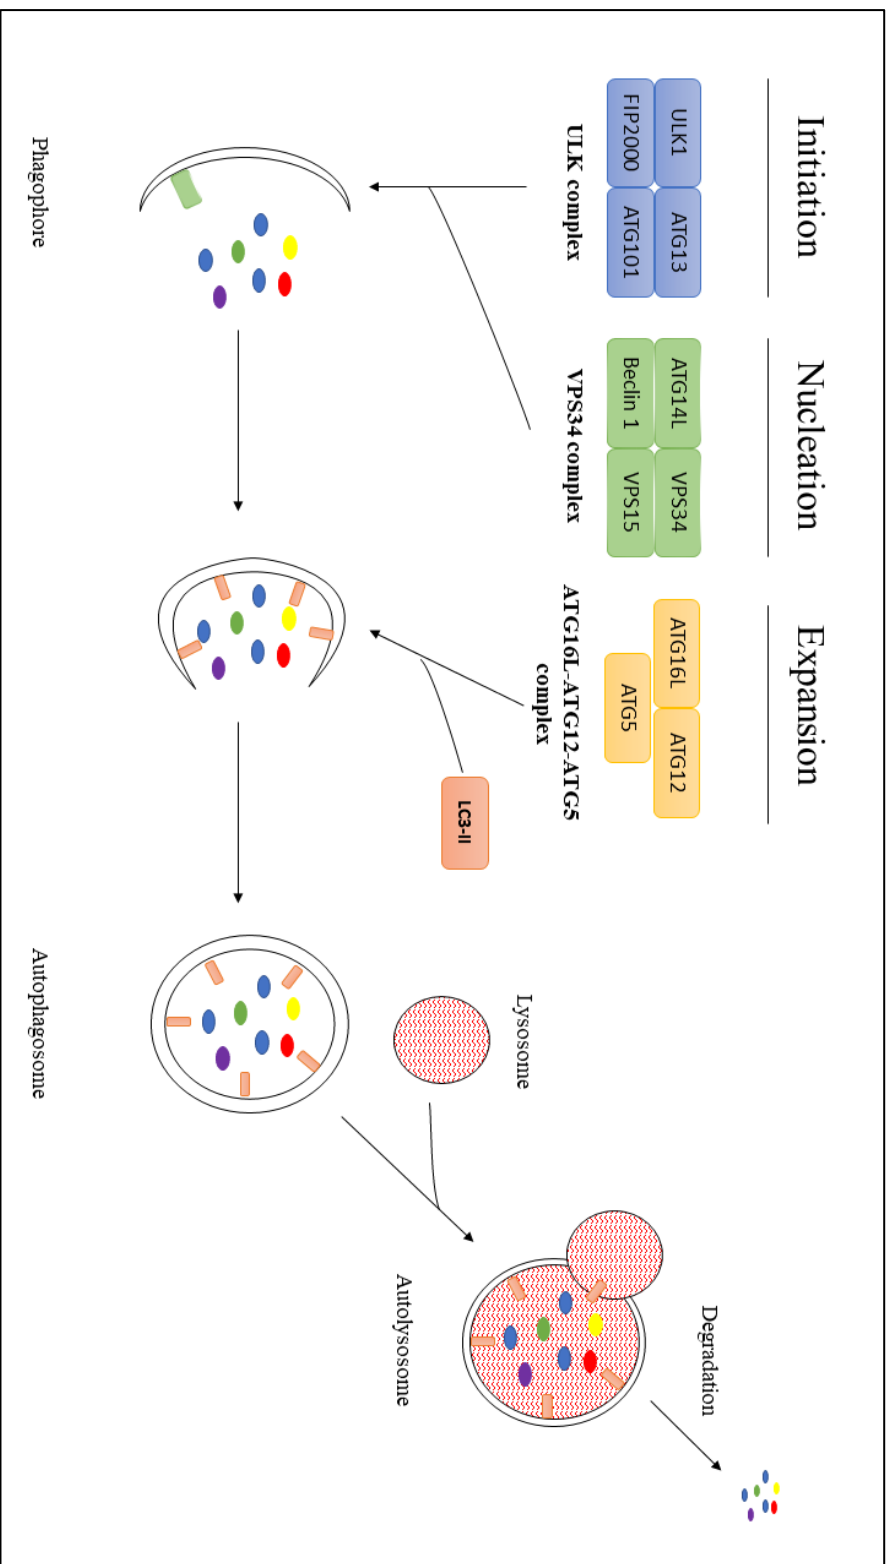 Initiation
Nucleation
Expansion
ULK1
ATG13
FIP2000
ATG101
ULK complex
ATG14L
VPS34
Beclin 1
VPS15
VPS34 complex
ATG16L
ATG12
ATG5
ATG16L-ATG12-ATG5
complex
LC3-II
Lysosome
Degradation
Phagophore
Autophagosome
Autolysosome